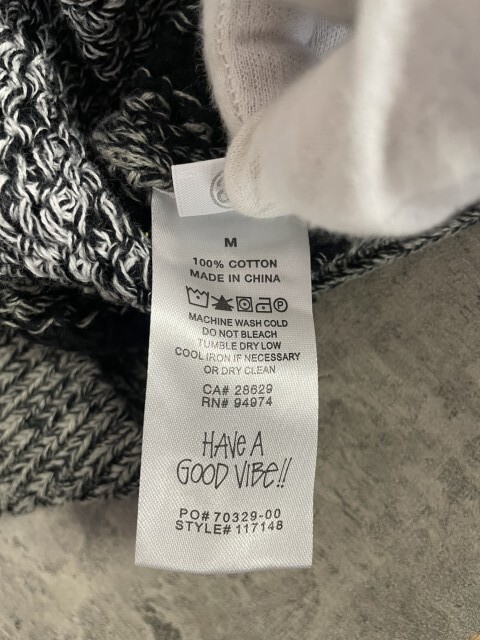 M
100% COTTON
MADE IN CHINA
MACHINE WASH COLD
DO NOT BLEACH
TUMBLE DRY LOW
COOL IRON IF NECESSARY
OR DRY CLEAN
CA# 28629
RN# 94974
HAVE A
GOOD VIBE!!
PO# 70329-00
STYLE# 117148